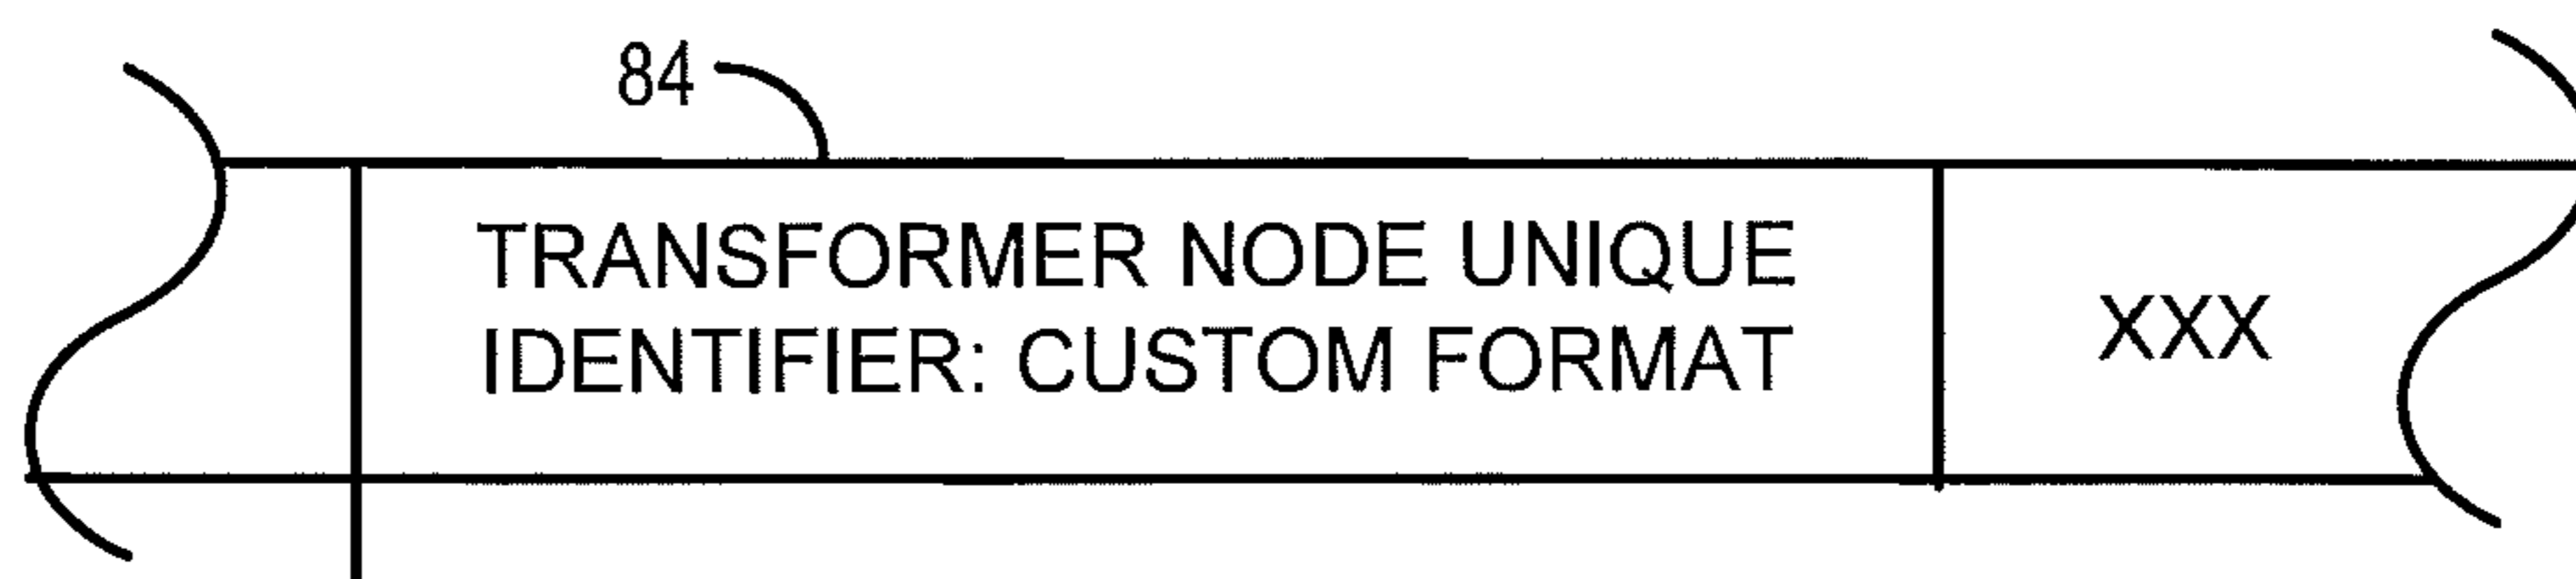 84
TRANSFORMER NODE UNIQUE
IDENTIFIER: CUSTOM FORMAT
XXX